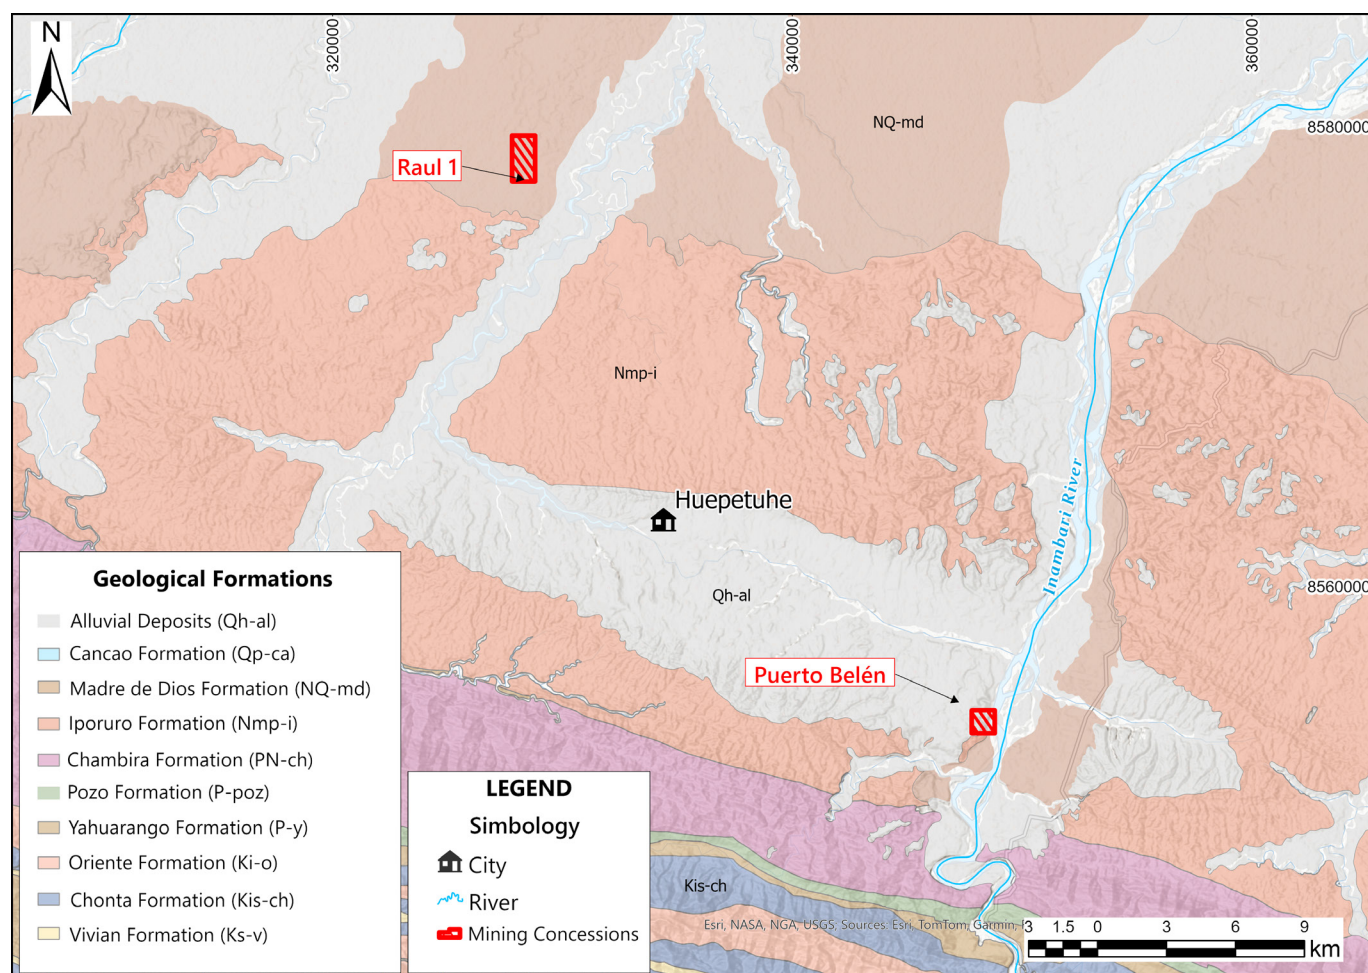 N
320000
340000
360000
8580000
NQ-md
Raul 1
Nmp-i
Huepetuhe
Inambari River
8560000
Qh-al
Puerto Belén
Kis-ch
Geological Formations
Alluvial Deposits (Qh-al)
Cancao Formation (Qp-ca)
Madre de Dios Formation (NQ-md)
Iporuro Formation (Nmp-i)
Chambira Formation (PN-ch)
Pozo Formation (P-poz)
Yahuarango Formation (P-y)
Oriente Formation (Ki-o)
Chonta Formation (Kis-ch)
Vivian Formation (Ks-v)
LEGEND
Simbology
City
River
Mining Concessions
Esri, NASA, NGA, USGS, Sources: Esri, TomTom, Garmin,
3 1.5 0 3 6 9
km